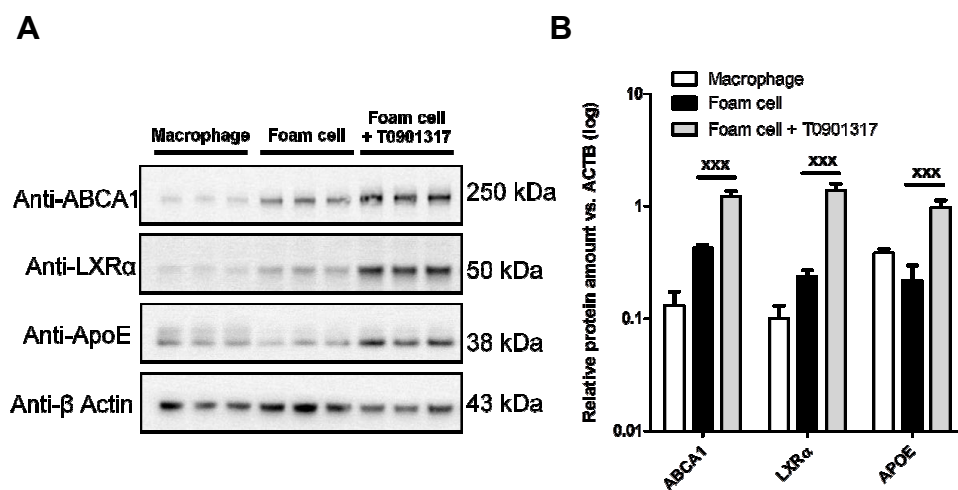 A
Macrophage Foam cell Foam cell
+ T0901317
Anti-ABCA1 250 kDa
Anti-LXRα 50 kDa
Anti-ApoE 38 kDa
Anti-β Actin 43 kDa
B
Macrophage
Foam cell
Foam cell + T0901317
Relative protein amount vs. ACTB (log)
10
1
0.1
0.01
xxx xxx xxx
ABCA1 LXRα APOE